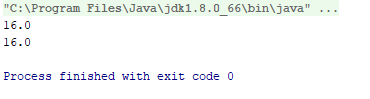 "C:\Program Files\Java\jdk1.8.0_66\bin\java" ...
16.0
16.0
Process finished with exit code 0